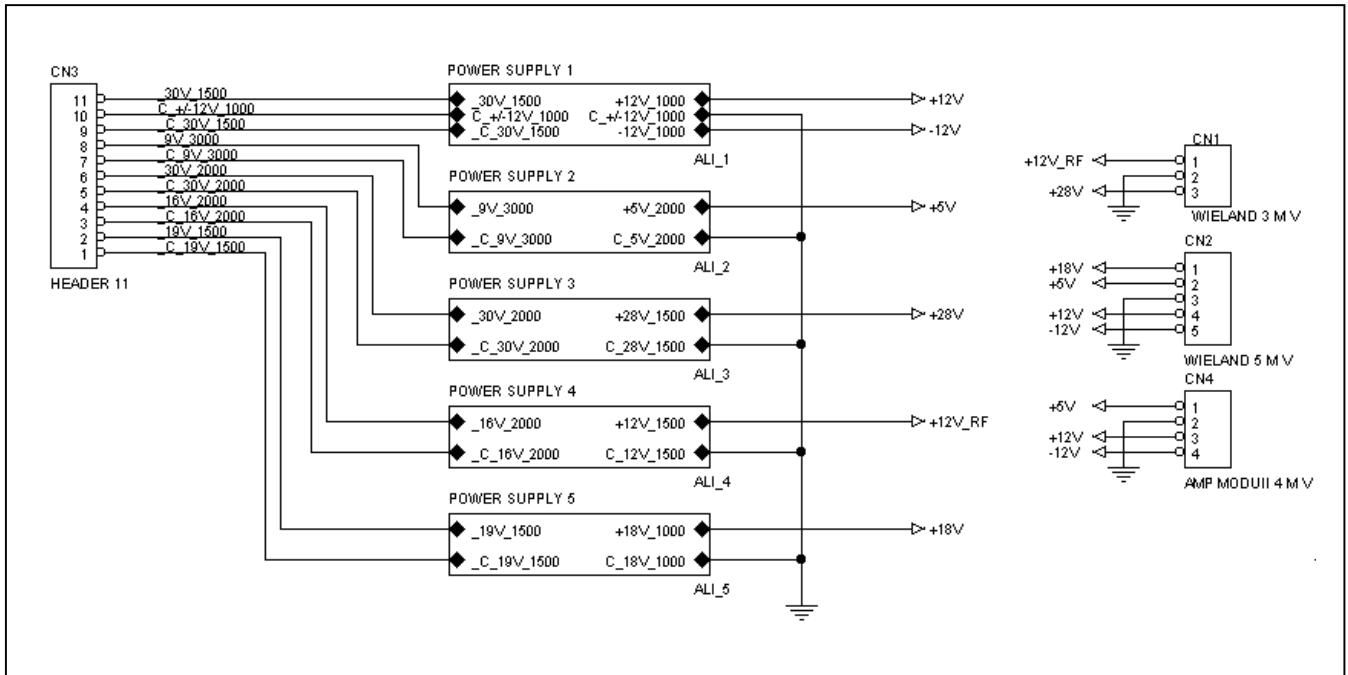 CN3
11
10
9
8
7
6
5
4
3
2
1
HEADER 11
_30V_1500
_C_+/-12V_1000
_C_30V_1500
_9V_3000
_C_9V_3000
_30V_2000
_C_30V_2000
_16V_2000
_C_16V_2000
_19V_1500
_C_19V_1500
POWER SUPPLY 1
_30V_1500 +12V_1000
C_+/-12V_1000 C_+/-12V_1000
_C_30V_1500 -12V_1000
ALI_1
+12V
-12V
POWER SUPPLY 2
_9V_3000 +5V_2000
_C_9V_3000 C_5V_2000
ALI_2
+5V
POWER SUPPLY 3
_30V_2000 +28V_1500
_C_30V_2000 C_28V_1500
ALI_3
+28V
POWER SUPPLY 4
_16V_2000 +12V_1500
_C_16V_2000 C_12V_1500
ALI_4
+12V_RF
POWER SUPPLY 5
_19V_1500 +18V_1000
_C_19V_1500 C_18V_1000
ALI_5
+18V
CN1
+12V_RF 1
2
+28V 3
WIELAND 3 M V
CN2
+18V 1
+5V 2
3
+12V 4
-12V 5
WIELAND 5 M V
CN4
+5V 1
2
+12V 3
-12V 4
AMP MODUII 4 M V